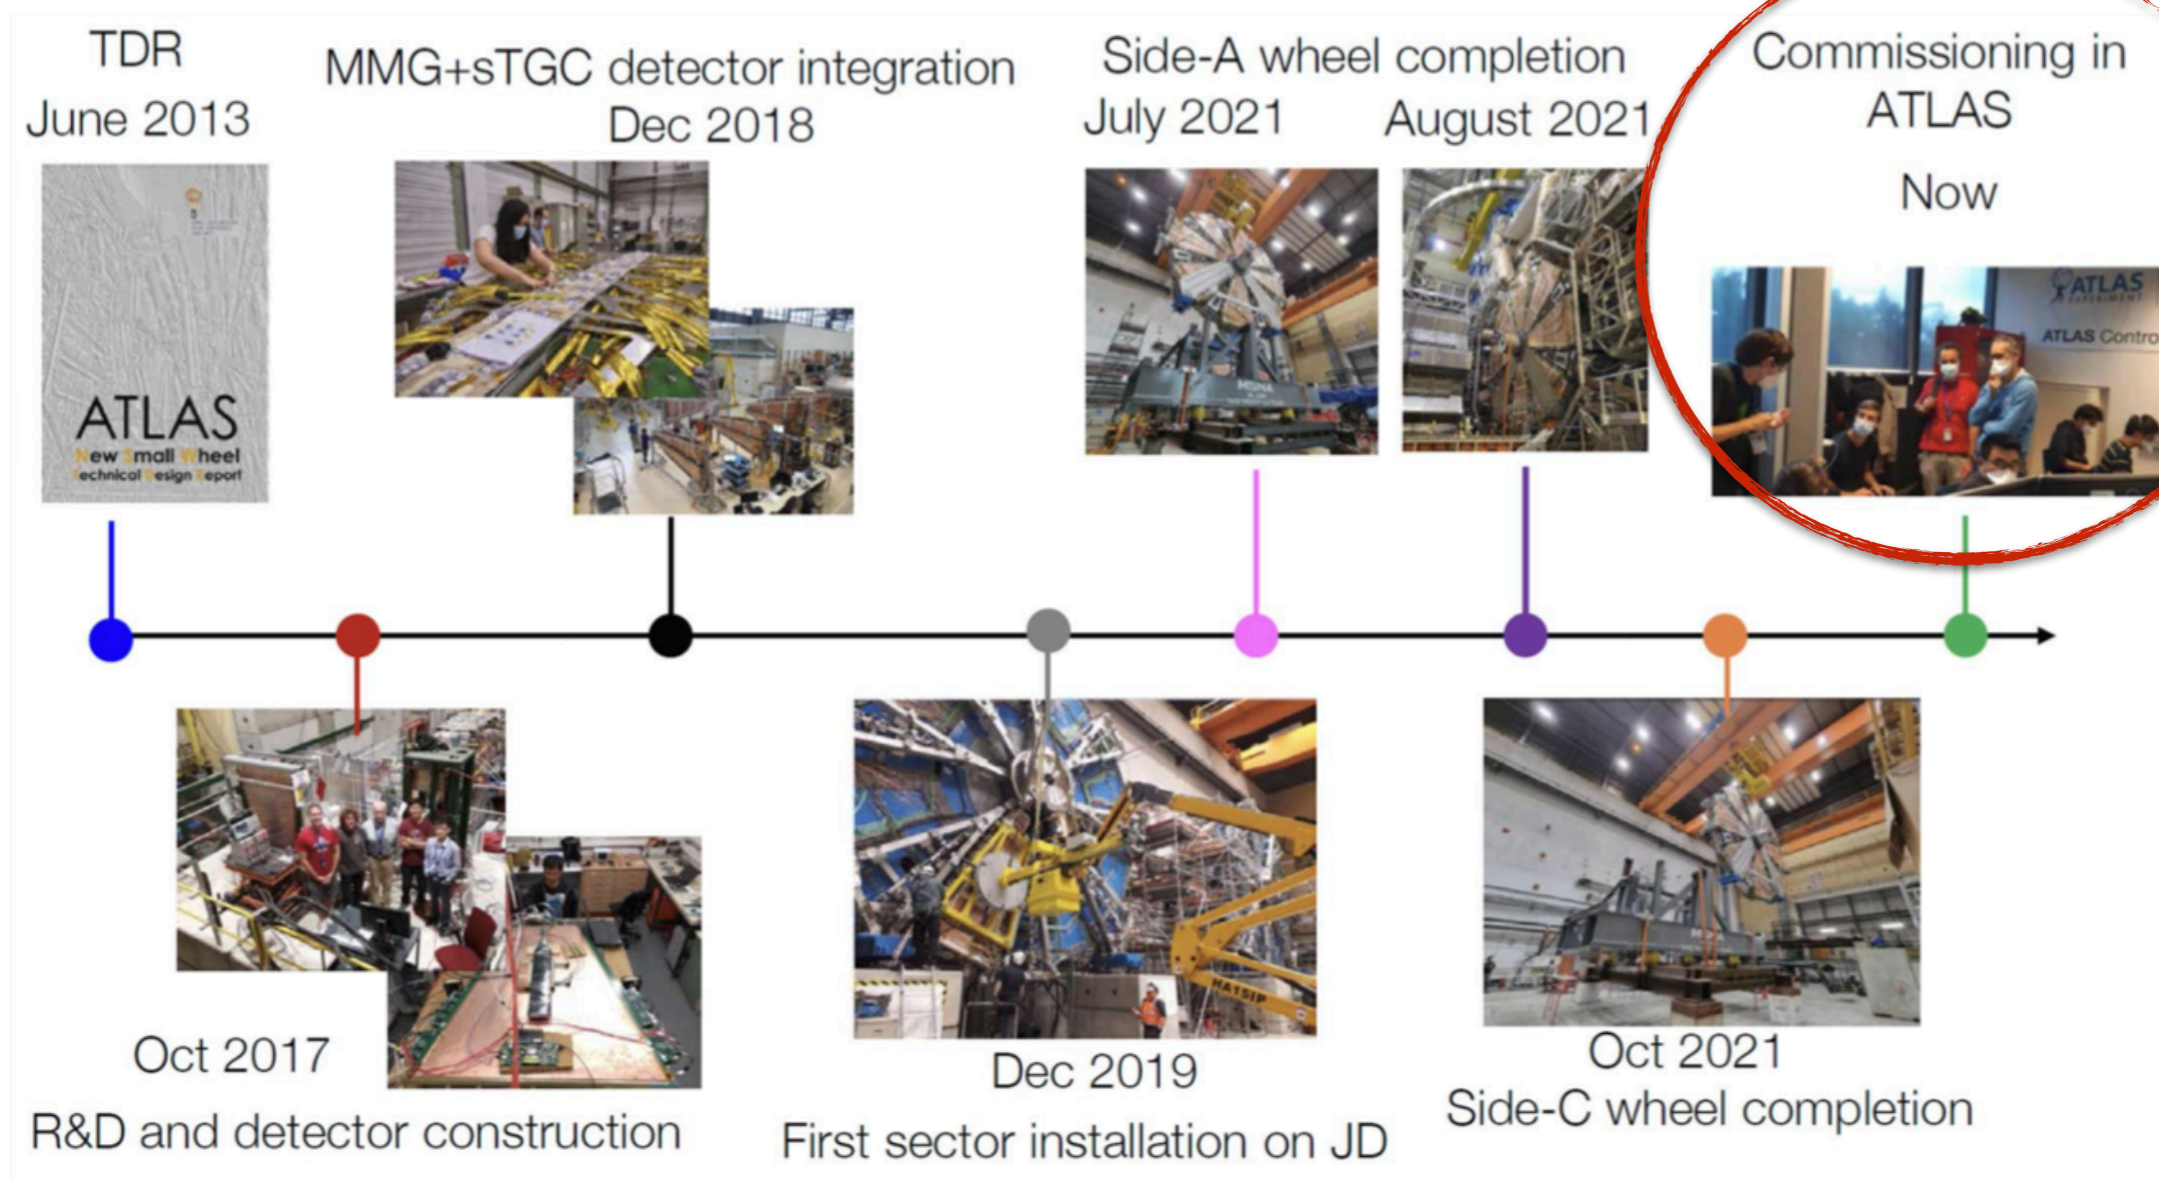 TDR
June 2013
ATLAS
New Small Wheel
Technical Design Report
MMG+sTGC detector integration
Dec 2018
Side-A wheel completion
July 2021
August 2021
Commissioning in
ATLAS
Now
ATLAS
EXPERIMENT
ATLAS Contro
Oct 2017
R&D and detector construction
HA15IP
Dec 2019
First sector installation on JD
Oct 2021
Side-C wheel completion